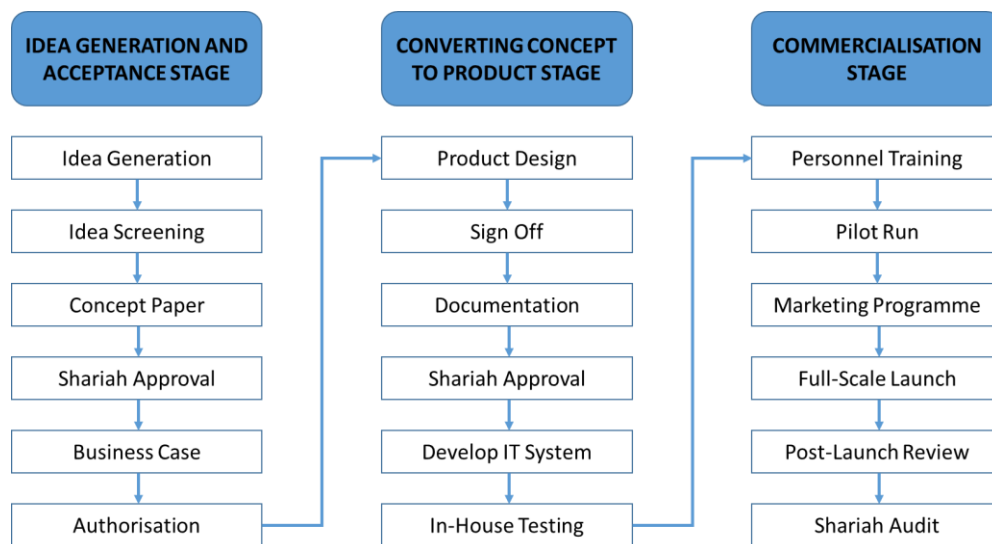 IDEA GENERATION AND
ACCEPTANCE STAGE
Idea Generation
Idea Screening
Concept Paper
Shariah Approval
Business Case
Authorisation
CONVERTING CONCEPT
TO PRODUCT STAGE
Product Design
Sign Off
Documentation
Shariah Approval
Develop IT System
In-House Testing
COMMERCIALISATION
STAGE
Personnel Training
Pilot Run
Marketing Programme
Full-Scale Launch
Post-Launch Review
Shariah Audit